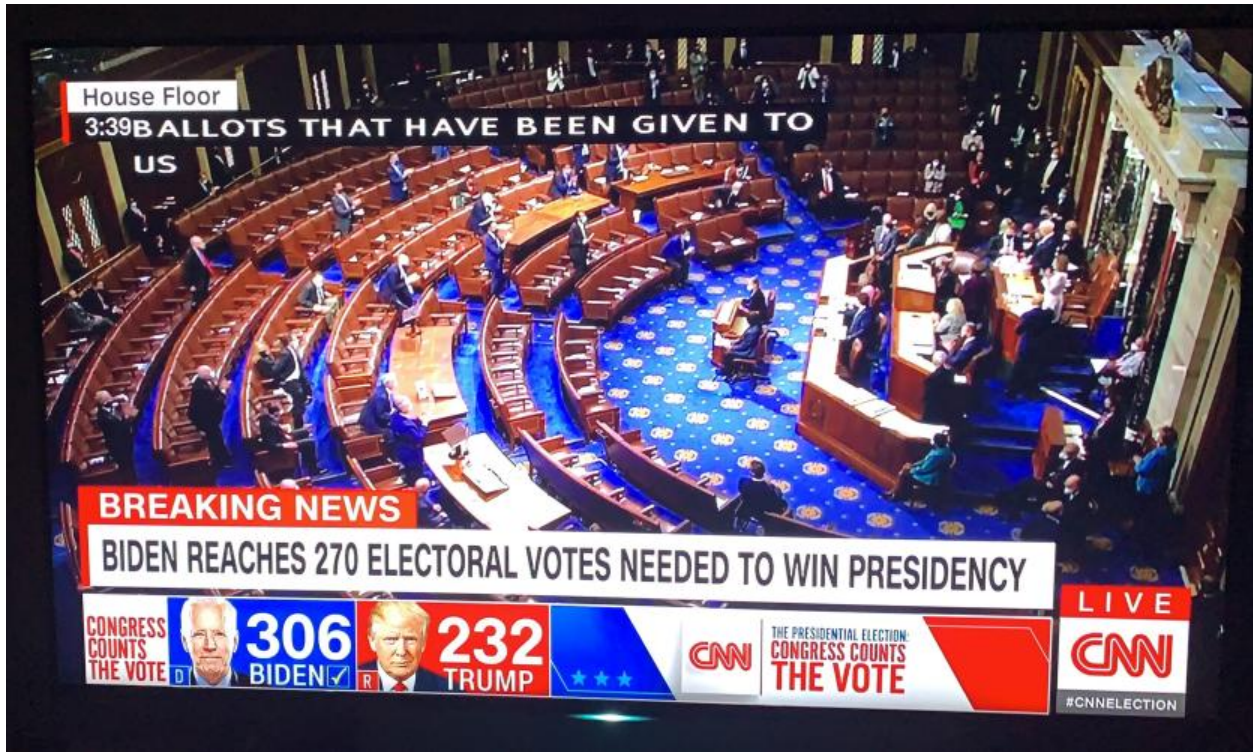 House Floor
3:39 BALLOTS THAT HAVE BEEN GIVEN TO
US
BREAKING NEWS
BIDEN REACHES 270 ELECTORAL VOTES NEEDED TO WIN PRESIDENCY
CONGRESS
COUNTS
THE VOTE
D
306
BIDEN
R
232
TRUMP
CNN
THE PRESIDENTIAL ELECTION:
CONGRESS COUNTS
THE VOTE
LIVE
CNN
#CNNELECTION